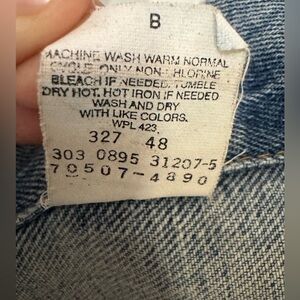 B
MACHINE WASH WARM NORMAL
CYCLE ONLY NON-CHLORINE
BLEACH IF NEEDED. TUMBLE
DRY HOT. HOT IRON IF NEEDED
WASH AND DRY
WITH LIKE COLORS.
WPL 423
327 48
303 0895 31207-5
70507-4890